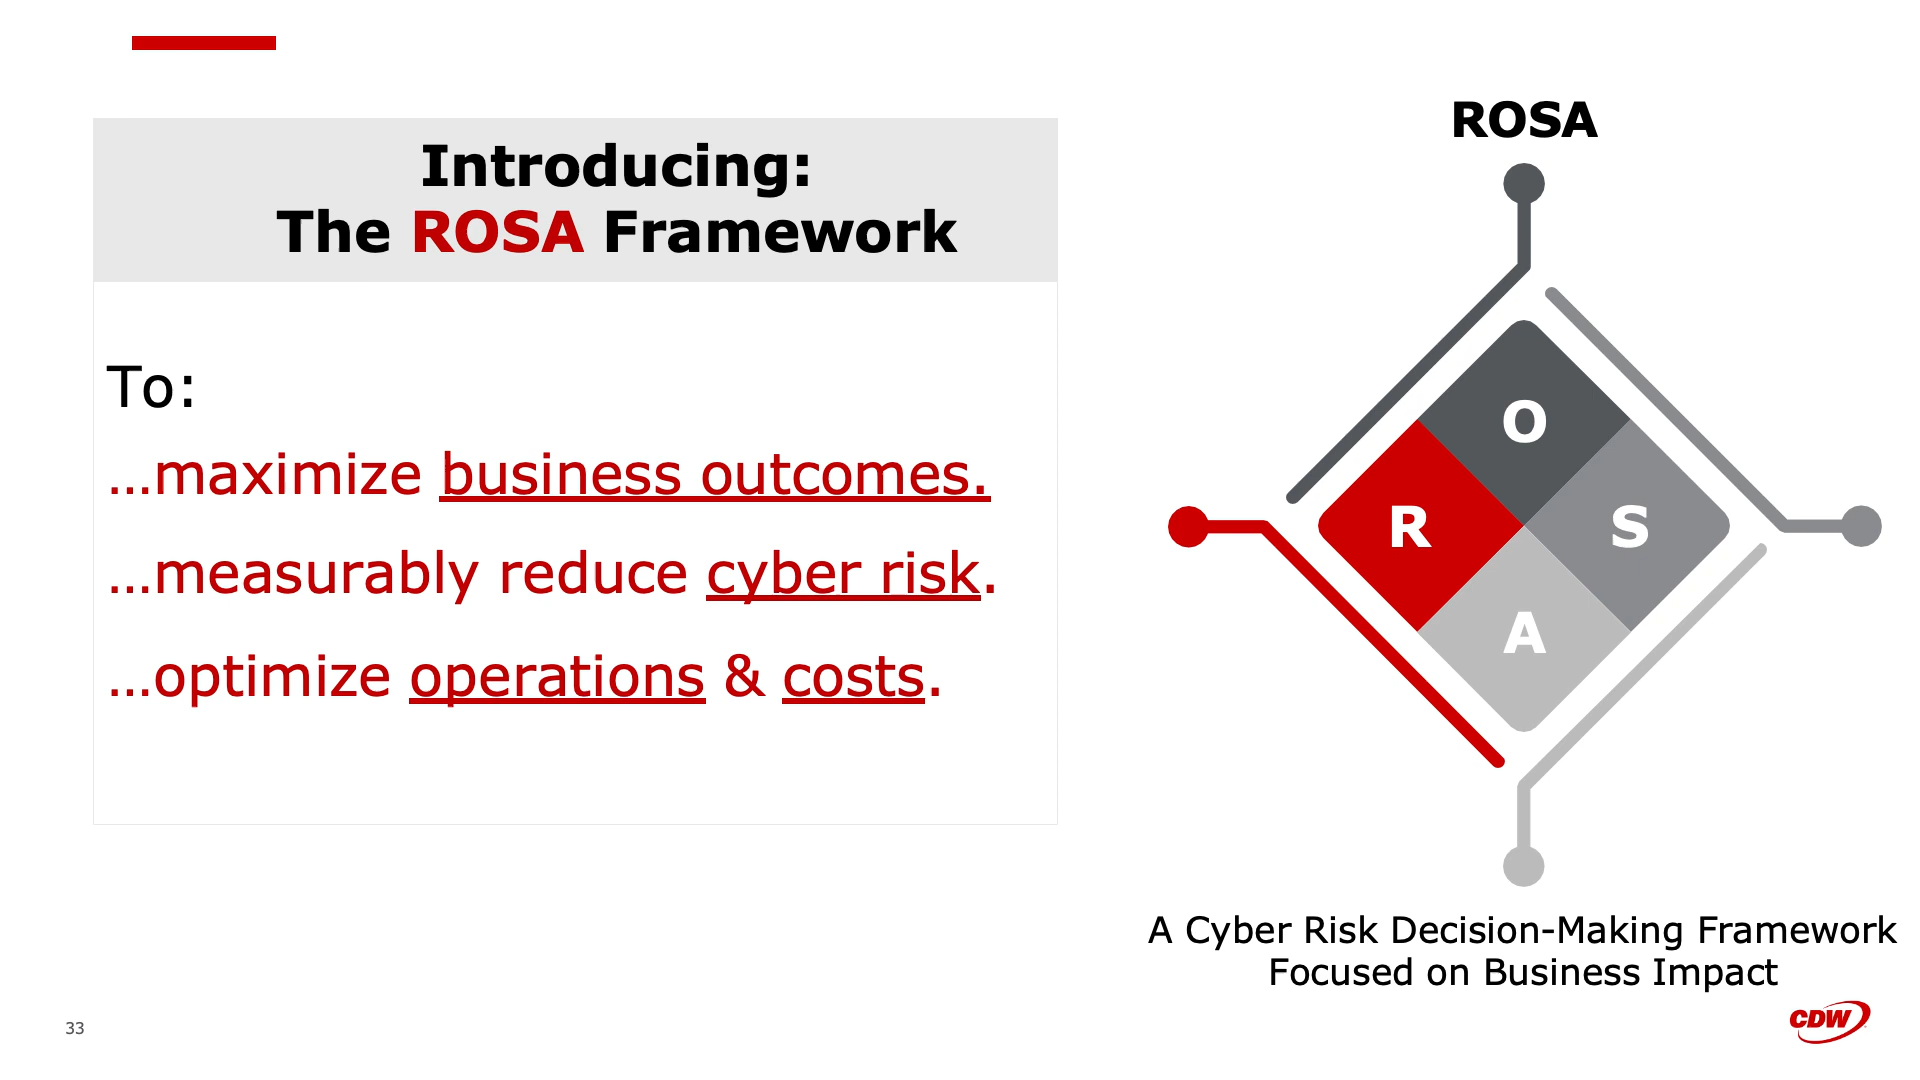 Introducing:
The ROSA Framework
To:
…maximize business outcomes.
…measurably reduce cyber risk.
…optimize operations & costs.
ROSA
O
R
S
A
A Cyber Risk Decision-Making Framework
Focused on Business Impact
33
CDW